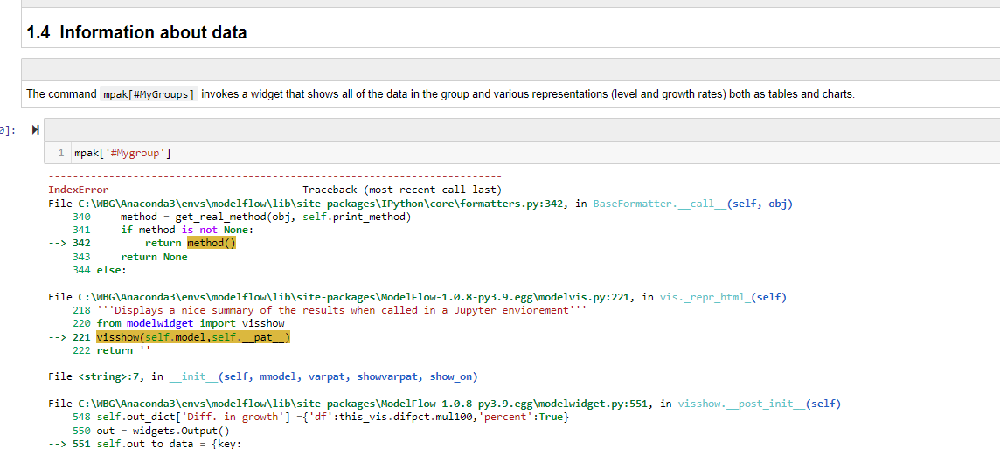 1.4 Information about data
The command mpak[#MyGroups] invokes a widget that shows all of the data in the group and various representations (level and growth rates) both as tables and charts.
0]:
1 mpak['#Mygroup']
---------------------------------------------------------------------------
IndexError Traceback (most recent call last)
File C:\WBG\Anaconda3\envs\modelflow\lib\site-packages\IPython\core\formatters.py:342, in BaseFormatter.__call__(self, obj)
340 method = get_real_method(obj, self.print_method)
341 if method is not None:
--> 342 return method()
343 return None
344 else:
File C:\WBG\Anaconda3\envs\modelflow\lib\site-packages\ModelFlow-1.0.8-py3.9.egg\modelvis.py:221, in vis._repr_html_(self)
218 '''Displays a nice summary of the results when called in a Jupyter enviorement'''
220 from modelwidget import visshow
--> 221 visshow(self.model,self.__pat__)
222 return ''
File <string>:7, in __init__(self, mmodel, varpat, showvarpat, show_on)
File C:\WBG\Anaconda3\envs\modelflow\lib\site-packages\ModelFlow-1.0.8-py3.9.egg\modelwidget.py:551, in visshow.__post_init__(self)
548 self.out_dict['Diff. in growth'] ={'df':this_vis.difpct.mul100,'percent':True}
550 out = widgets.Output()
--> 551 self.out_to_data = {key: